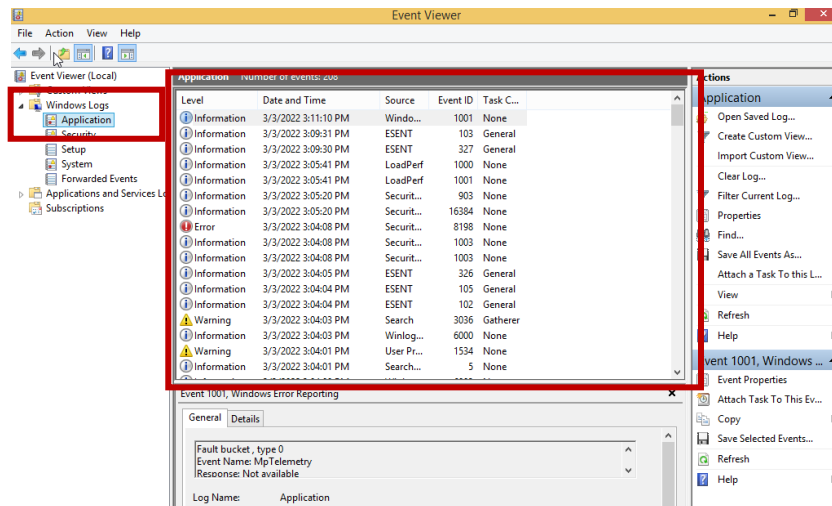 Event Viewer
File Action View Help
Event Viewer (Local)
Custom Views
Windows Logs
Application
Security
Setup
System
Forwarded Events
Applications and Services Lo
Subscriptions
Application Number of events: 208
Level Date and Time Source Event ID Task C...
Information 3/3/2022 3:11:10 PM Windo... 1001 None
Information 3/3/2022 3:09:31 PM ESENT 103 General
Information 3/3/2022 3:09:30 PM ESENT 327 General
Information 3/3/2022 3:05:41 PM LoadPerf 1000 None
Information 3/3/2022 3:05:41 PM LoadPerf 1001 None
Information 3/3/2022 3:05:20 PM Securit... 903 None
Information 3/3/2022 3:05:20 PM Securit... 16384 None
Error 3/3/2022 3:04:08 PM Securit... 8198 None
Information 3/3/2022 3:04:08 PM Securit... 1003 None
Information 3/3/2022 3:04:08 PM Securit... 1003 None
Information 3/3/2022 3:04:05 PM ESENT 326 General
Information 3/3/2022 3:04:04 PM ESENT 105 General
Information 3/3/2022 3:04:04 PM ESENT 102 General
Warning 3/3/2022 3:04:03 PM Search 3036 Gatherer
Information 3/3/2022 3:04:03 PM Winlog... 6000 None
Warning 3/3/2022 3:04:01 PM User Pr... 1534 None
Information 3/3/2022 3:04:01 PM Search... 5 None
Event 1001, Windows Error Reporting
General Details
Fault bucket , type 0
Event Name: MpTelemetry
Response: Not available
Log Name: Application
Actions
Application
Open Saved Log...
Create Custom View...
Import Custom View...
Clear Log...
Filter Current Log...
Properties
Find...
Save All Events As...
Attach a Task To this L...
View
Refresh
Help
Event 1001, Windows ...
Event Properties
Attach Task To This Ev...
Copy
Save Selected Events...
Refresh
Help